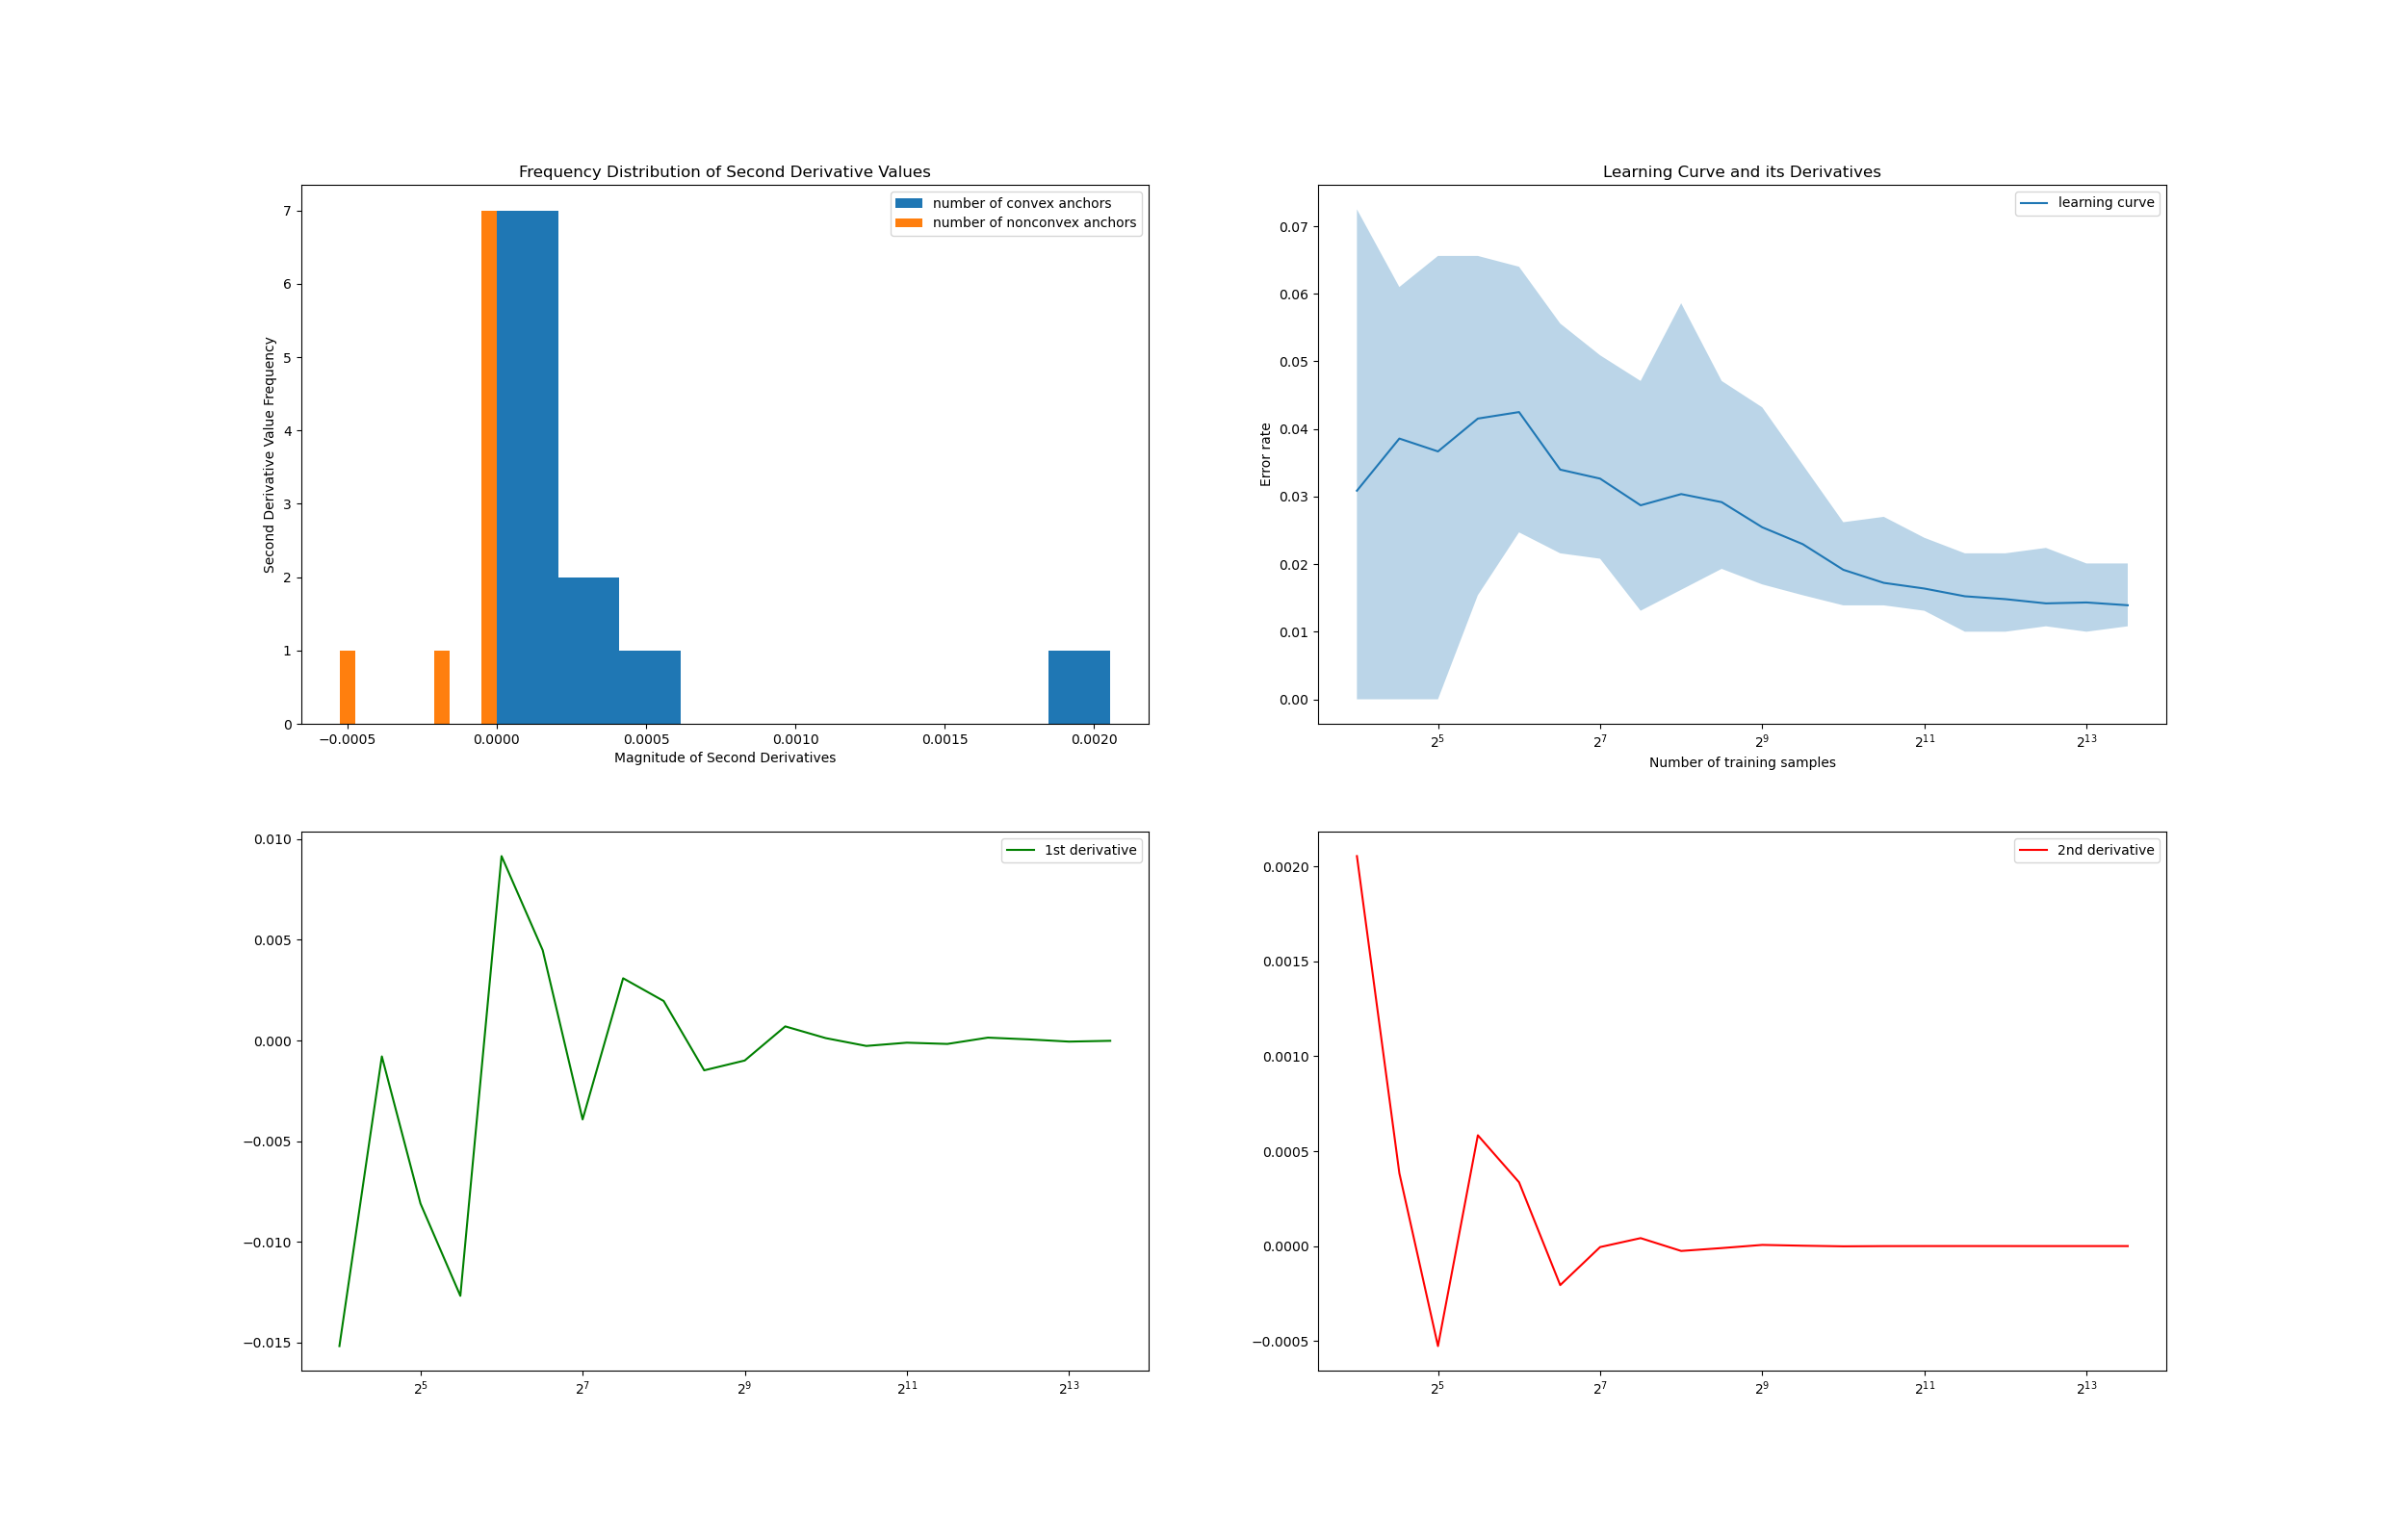 Frequency Distribution of Second Derivative Values
number of convex anchors
number of nonconvex anchors
7
6
5
4
3
2
1
0
Second Derivative Value Frequency
−0.0005 0.0000 0.0005 0.0010 0.0015 0.0020
Magnitude of Second Derivatives
Learning Curve and its Derivatives
learning curve
0.07
0.06
0.05
0.04
0.03
0.02
0.01
0.00
Error rate
2^5 2^7 2^9 2^11 2^13
Number of training samples
1st derivative
0.010
0.005
0.000
−0.005
−0.010
−0.015
2^5 2^7 2^9 2^11 2^13
2nd derivative
0.0020
0.0015
0.0010
0.0005
0.0000
−0.0005
2^5 2^7 2^9 2^11 2^13